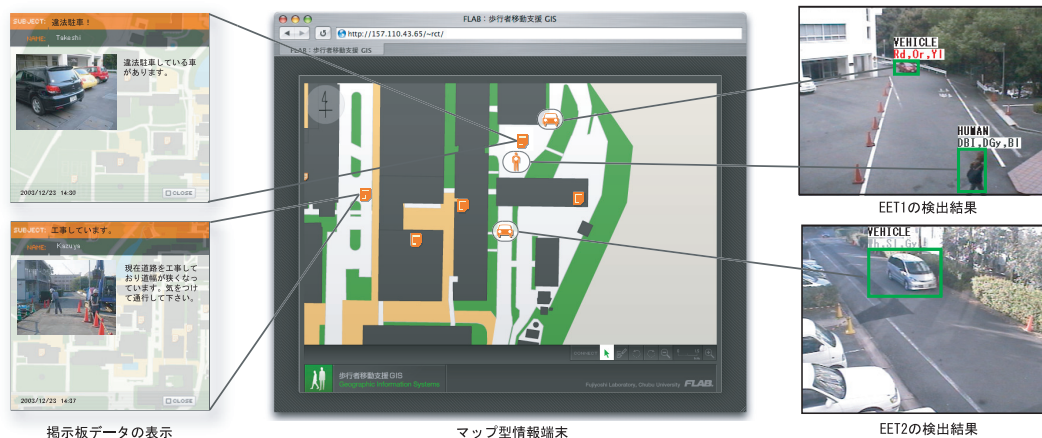 SUBJECT: 違法駐車！
NAME: Takeshi
違法駐車している車
があります。
2003/12/23 14:30
CLOSE
SUBJECT: 工事しています。
NAME: Kazuya
現在道路を工事して
おり道幅が狭くなっ
ています。気をつけ
て通行して下さい。
2003/12/23 14:37
CLOSE
掲示板データの表示
FLAB：歩行者移動支援 GIS
http://157.110.43.65/~rct/
FLAB：歩行者移動支援 GIS
4
歩行者移動支援GIS
Geographic Information Systems
Fujiyoshi Laboratory, Chubu University FLAB.
マップ型情報端末
VEHICLE
Rd,Or,Yl
HUMAN
DBl,DGy,Bl
EET1の検出結果
VEHICLE
Wh,Sl,Gy
EET2の検出結果